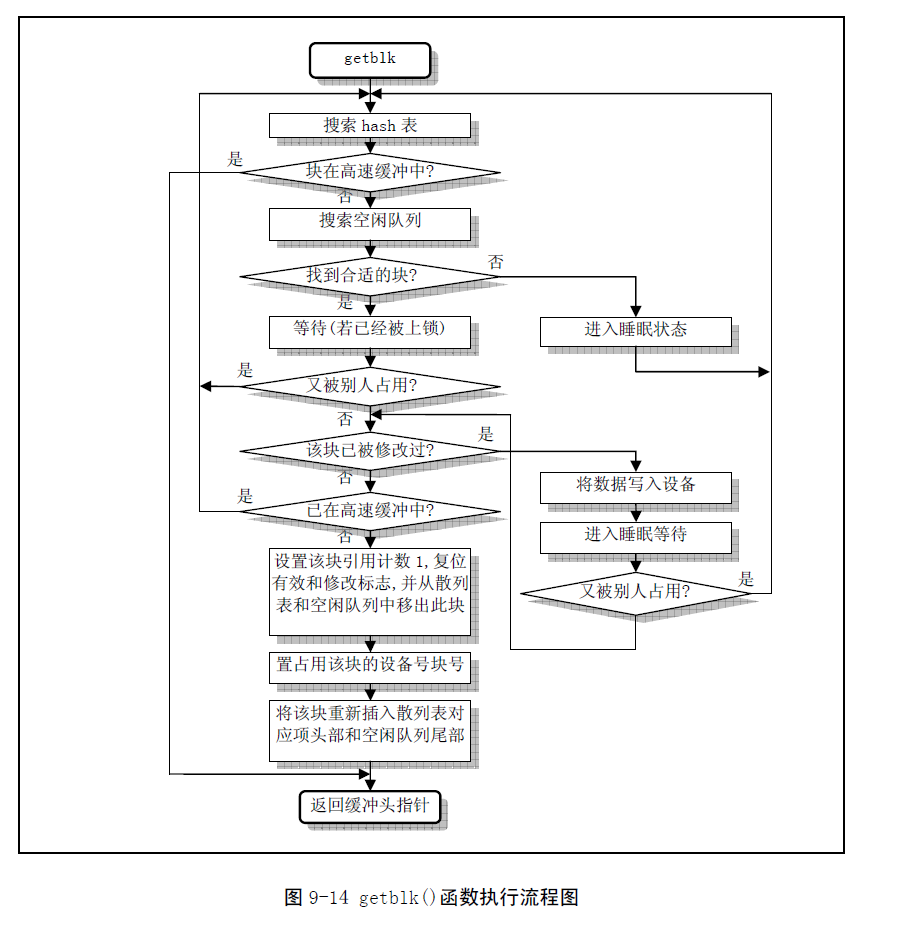 getblk
搜索 hash 表
是
块在高速缓冲中?
否
搜索空闲队列
找到合适的块?
否
是
等待(若已经被上锁)
进入睡眠状态
是
又被别人占用?
否
该块已被修改过?
是
否
将数据写入设备
是
已在高速缓冲中?
进入睡眠等待
否
设置该块引用计数 1,复位
有效和修改标志,并从散列
表和空闲队列中移出此块
又被别人占用?
是
置占用该块的设备号块号
将该块重新插入散列表对
应项头部和空闲队列尾部
返回缓冲头指针
图 9-14 getblk()函数执行流程图